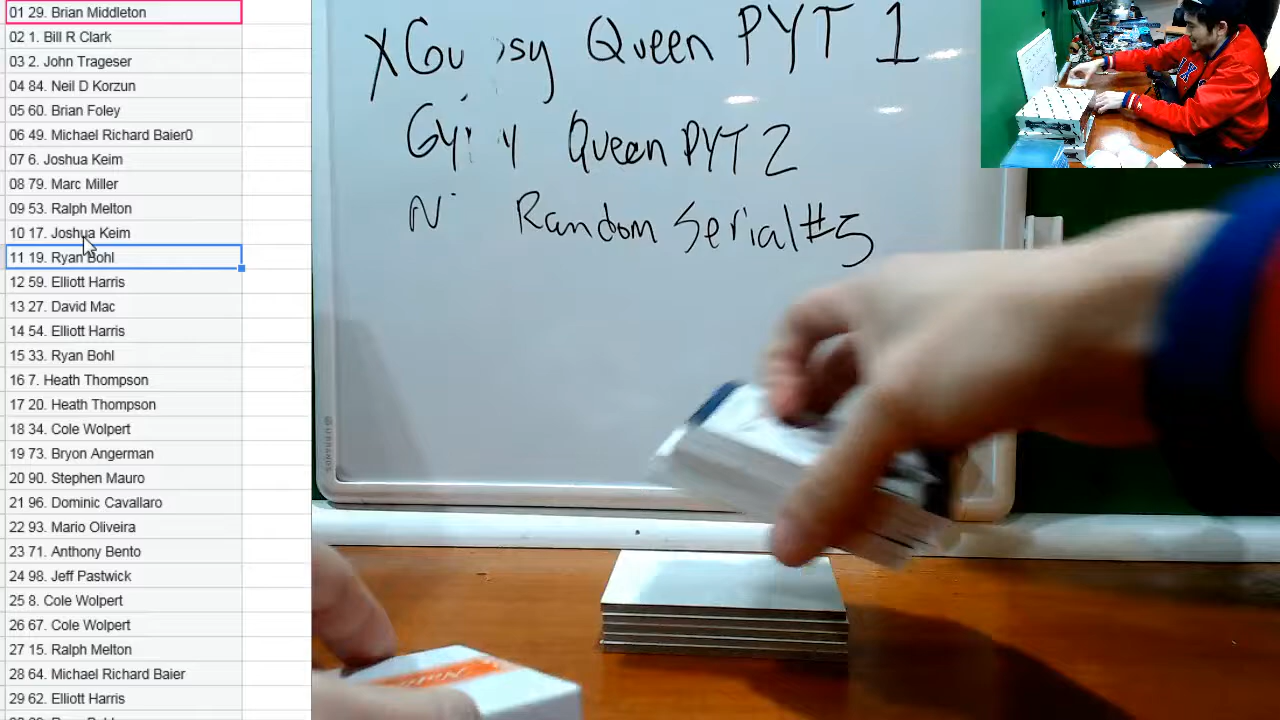 01 29. Brian Middleton
02 1. Bill R Clark
03 2. John Trageser
04 84. Neil D Korzun
05 60. Brian Foley
06 49. Michael Richard Baier0
07 6. Joshua Keim
08 79. Marc Miller
09 53. Ralph Melton
10 17. Joshua Keim
11 19. Ryan Bohl
12 59. Elliott Harris
13 27. David Mac
14 54. Elliott Harris
15 33. Ryan Bohl
16 7. Heath Thompson
17 20. Heath Thompson
18 34. Cole Wolpert
19 73. Bryon Angerman
20 90. Stephen Mauro
21 96. Dominic Cavallaro
22 93. Mario Oliveira
23 71. Anthony Bento
24 98. Jeff Pastwick
25 8. Cole Wolpert
26 67. Cole Wolpert
27 15. Ralph Melton
28 64. Michael Richard Baier
29 62. Elliott Harris
Queen PYT 1
Queen PYT 2
Random Serial #5